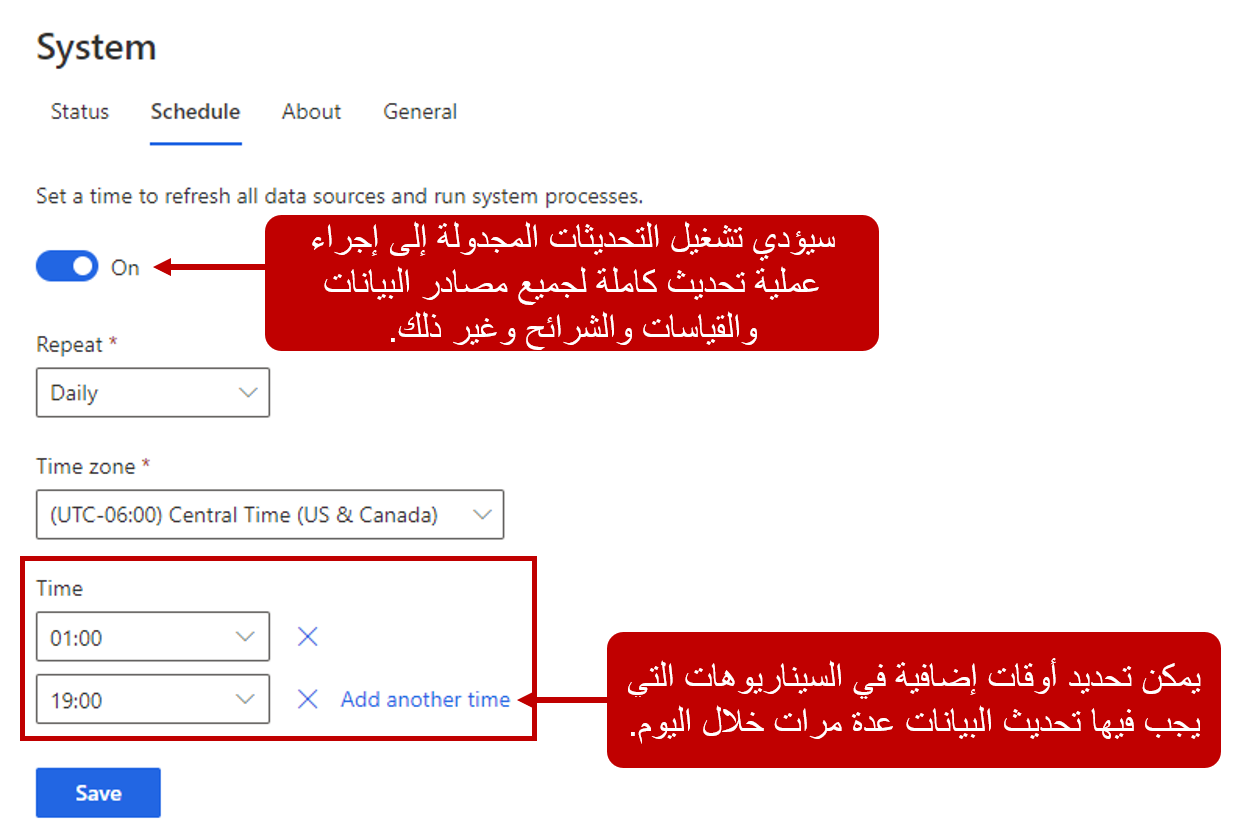 System
Status Schedule About General
Set a time to refresh all data sources and run system processes.
سيؤدي تشغيل التحديثات المجدولة إلى إجراء
عملية تحديث كاملة لجميع مصادر البيانات
والقياسات والشرائح وغير ذلك.
On
Repeat *
Daily
Time zone *
(UTC-06:00) Central Time (US & Canada)
Time
01:00
19:00 Add another time
يمكن تحديد أوقات إضافية في السيناريوهات التي
يجب فيها تحديث البيانات عدة مرات خلال اليوم.
Save